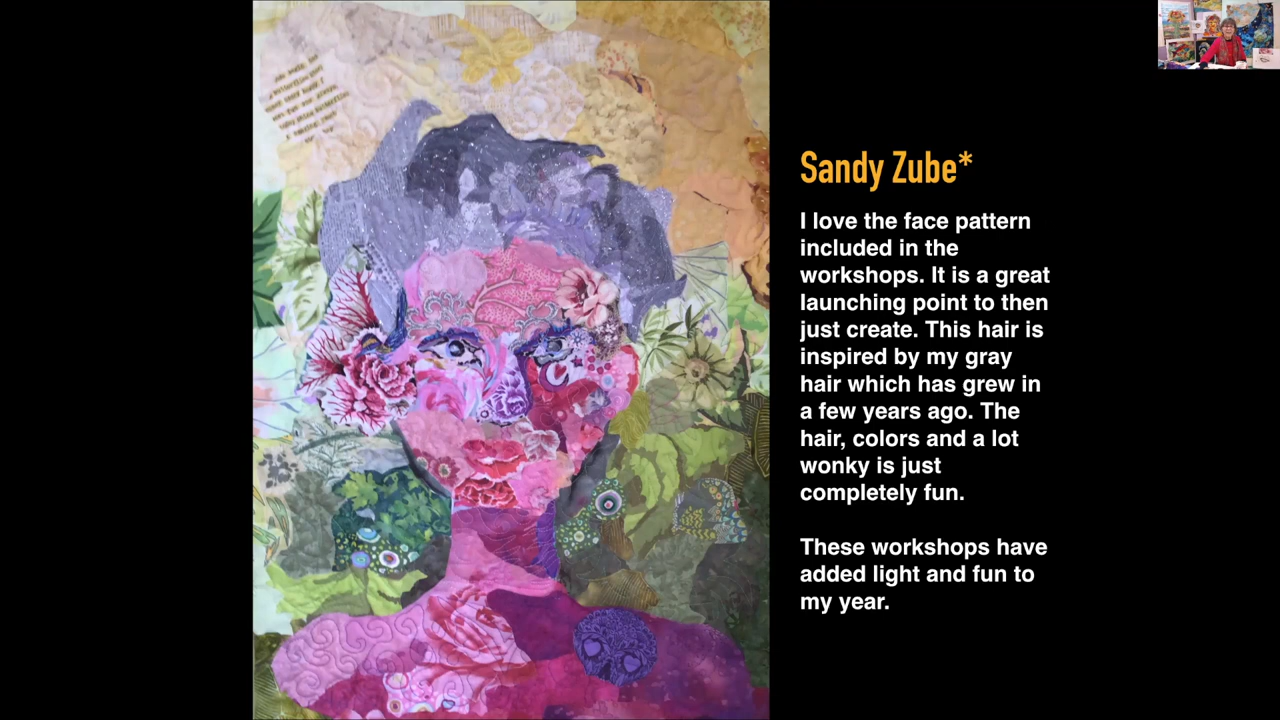 Sandy Zube*
I love the face pattern
included in the
workshops. It is a great
launching point to then
just create. This hair is
inspired by my gray
hair which has grew in
a few years ago. The
hair, colors and a lot
wonky is just
completely fun.
These workshops have
added light and fun to
my year.